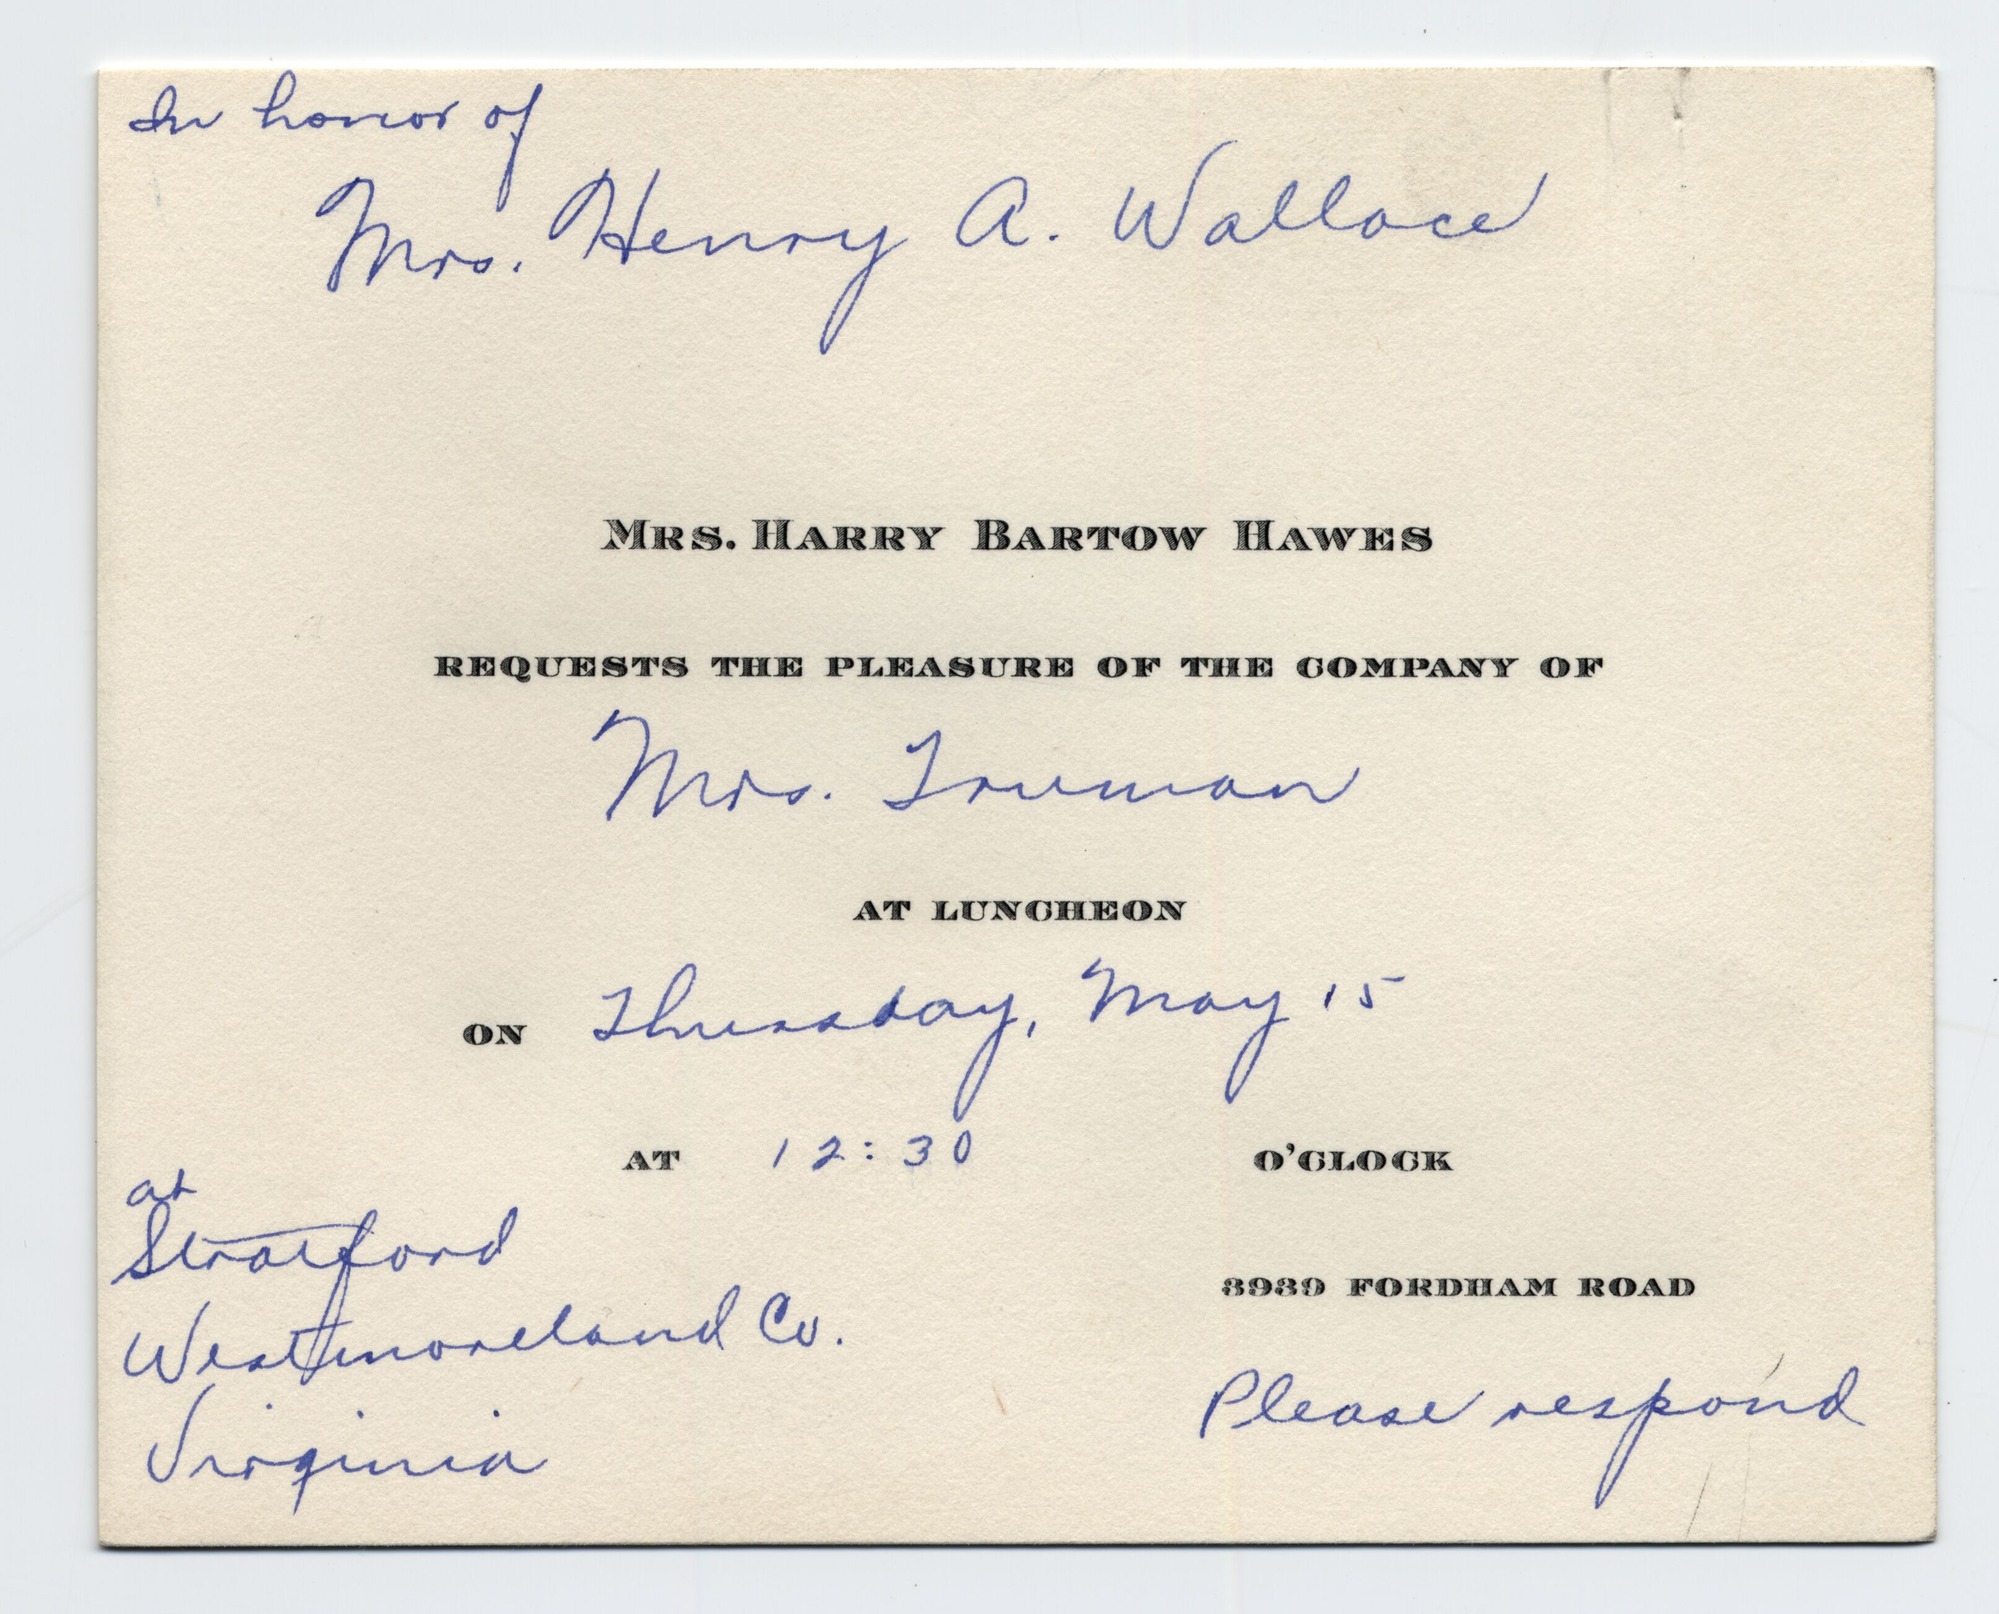 In honor of
Mrs. Henry A. Wallace
MRS. HARRY BARTOW HAWES
REQUESTS THE PLEASURE OF THE COMPANY OF
Mrs. Truman
AT LUNCHEON
ON Thursday, May 15
AT 12:30 O'CLOCK
at
Stratford
3939 FORDHAM ROAD
Westmoreland Co.
Virginia
Please respond